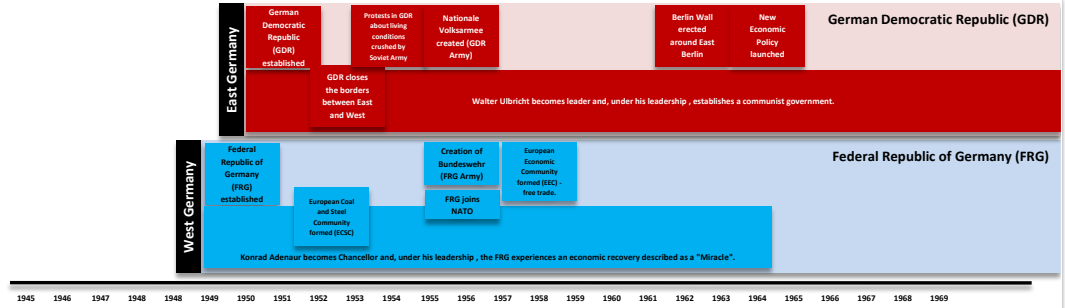 German Democratic Republic (GDR)
East Germany
German
Democratic
Republic
(GDR)
established
GDR closes
the borders
between East
and West
Protests in GDR
about living
conditions
crushed by
Soviet Army
Nationale
Volksarmee
created (GDR
Army)
Berlin Wall
erected
around East
Berlin
New
Economic
Policy
launched
Walter Ulbricht becomes leader and, under his leadership , establishes a communist government.
Federal Republic of Germany (FRG)
West Germany
Federal
Republic of
Germany
(FRG)
established
European Coal
and Steel
Community
formed (ECSC)
Creation of
Bundeswehr
(FRG Army)
FRG joins
NATO
European
Economic
Community
formed (EEC) -
free trade.
Konrad Adenaur becomes Chancellor and, under his leadership , the FRG experiences an economic recovery described as a "Miracle".
1945 1946 1947 1948 1948 1949 1950 1951 1952 1953 1954 1955 1956 1957 1958 1959 1960 1961 1962 1963 1964 1965 1966 1967 1968 1969